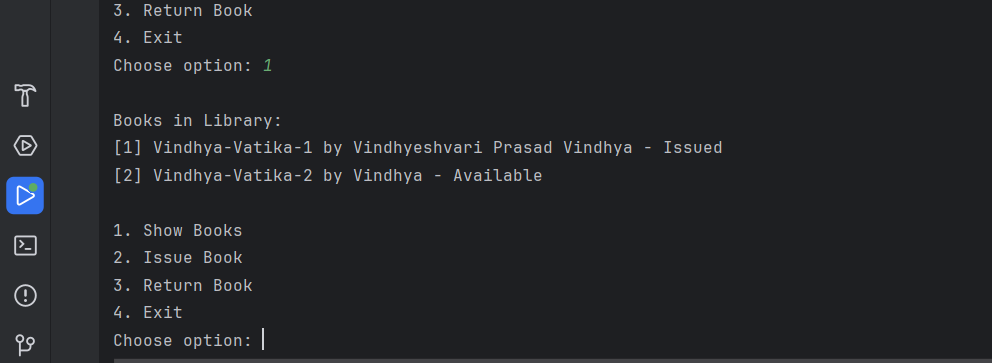 3. Return Book
4. Exit
Choose option: 1
Books in Library:
[1] Vindhya-Vatika-1 by Vindhyeshvari Prasad Vindhya - Issued
[2] Vindhya-Vatika-2 by Vindhya - Available
1. Show Books
2. Issue Book
3. Return Book
4. Exit
Choose option: